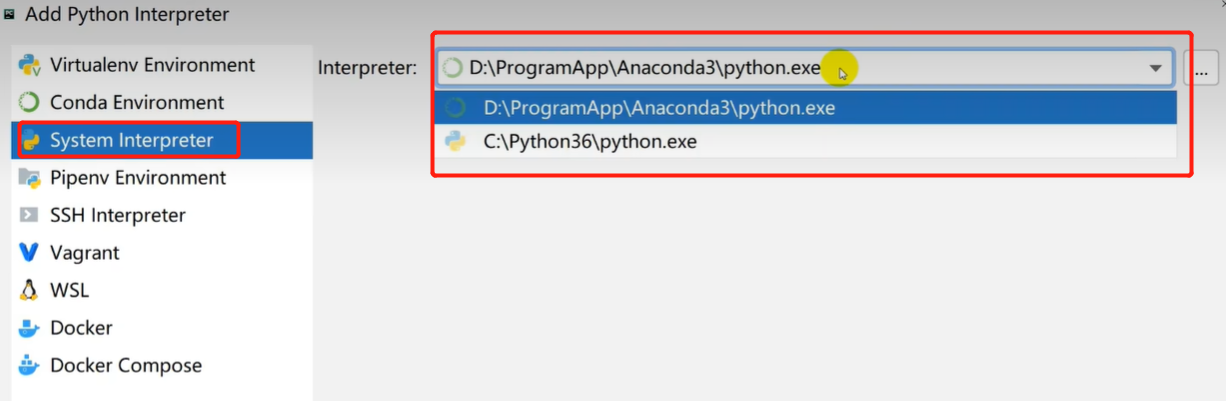 Add Python Interpreter
Virtualenv Environment
Conda Environment
System Interpreter
Pipenv Environment
SSH Interpreter
Vagrant
WSL
Docker
Docker Compose
Interpreter: D:\ProgramApp\Anaconda3\python.exe ...
D:\ProgramApp\Anaconda3\python.exe
C:\Python36\python.exe